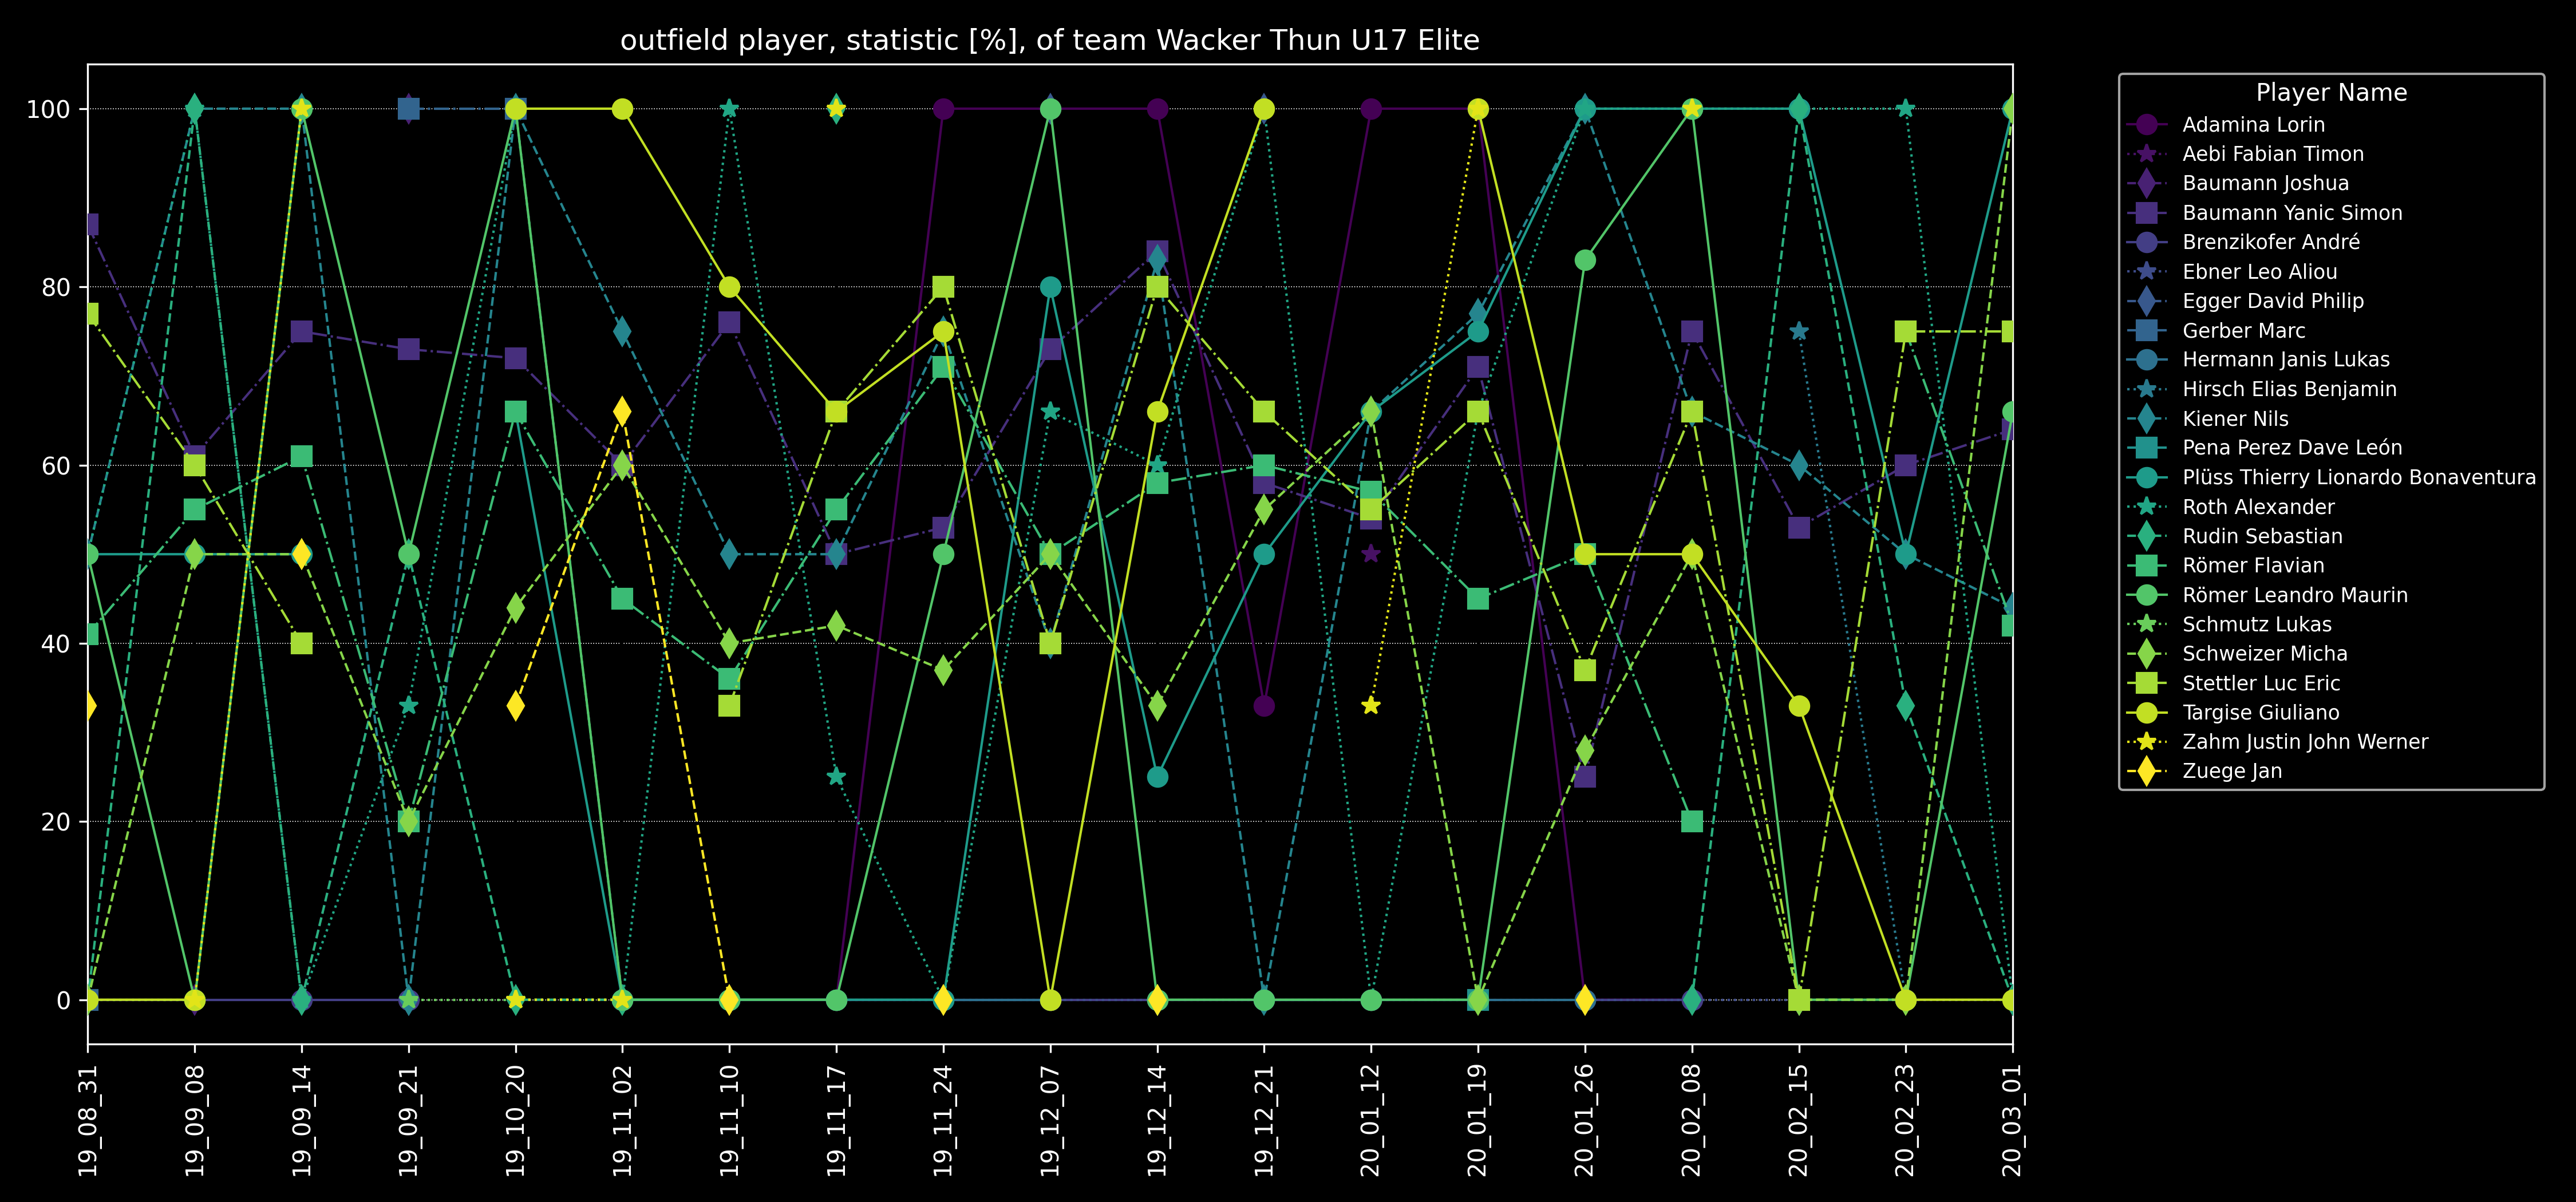 outfield player, statistic [%], of team Wacker Thun U17 Elite
100
80
60
40
20
0
19_08_31
19_09_08
19_09_14
19_09_21
19_10_20
19_11_02
19_11_10
19_11_17
19_11_24
19_12_07
19_12_14
19_12_21
20_01_12
20_01_19
20_01_26
20_02_08
20_02_15
20_02_23
20_03_01
Player Name
Adamina Lorin
Aebi Fabian Timon
Baumann Joshua
Baumann Yanic Simon
Brenzikofer André
Ebner Leo Aliou
Egger David Philip
Gerber Marc
Hermann Janis Lukas
Hirsch Elias Benjamin
Kiener Nils
Pena Perez Dave León
Plüss Thierry Lionardo Bonaventura
Roth Alexander
Rudin Sebastian
Römer Flavian
Römer Leandro Maurin
Schmutz Lukas
Schweizer Micha
Stettler Luc Eric
Targise Giuliano
Zahm Justin John Werner
Zuege Jan